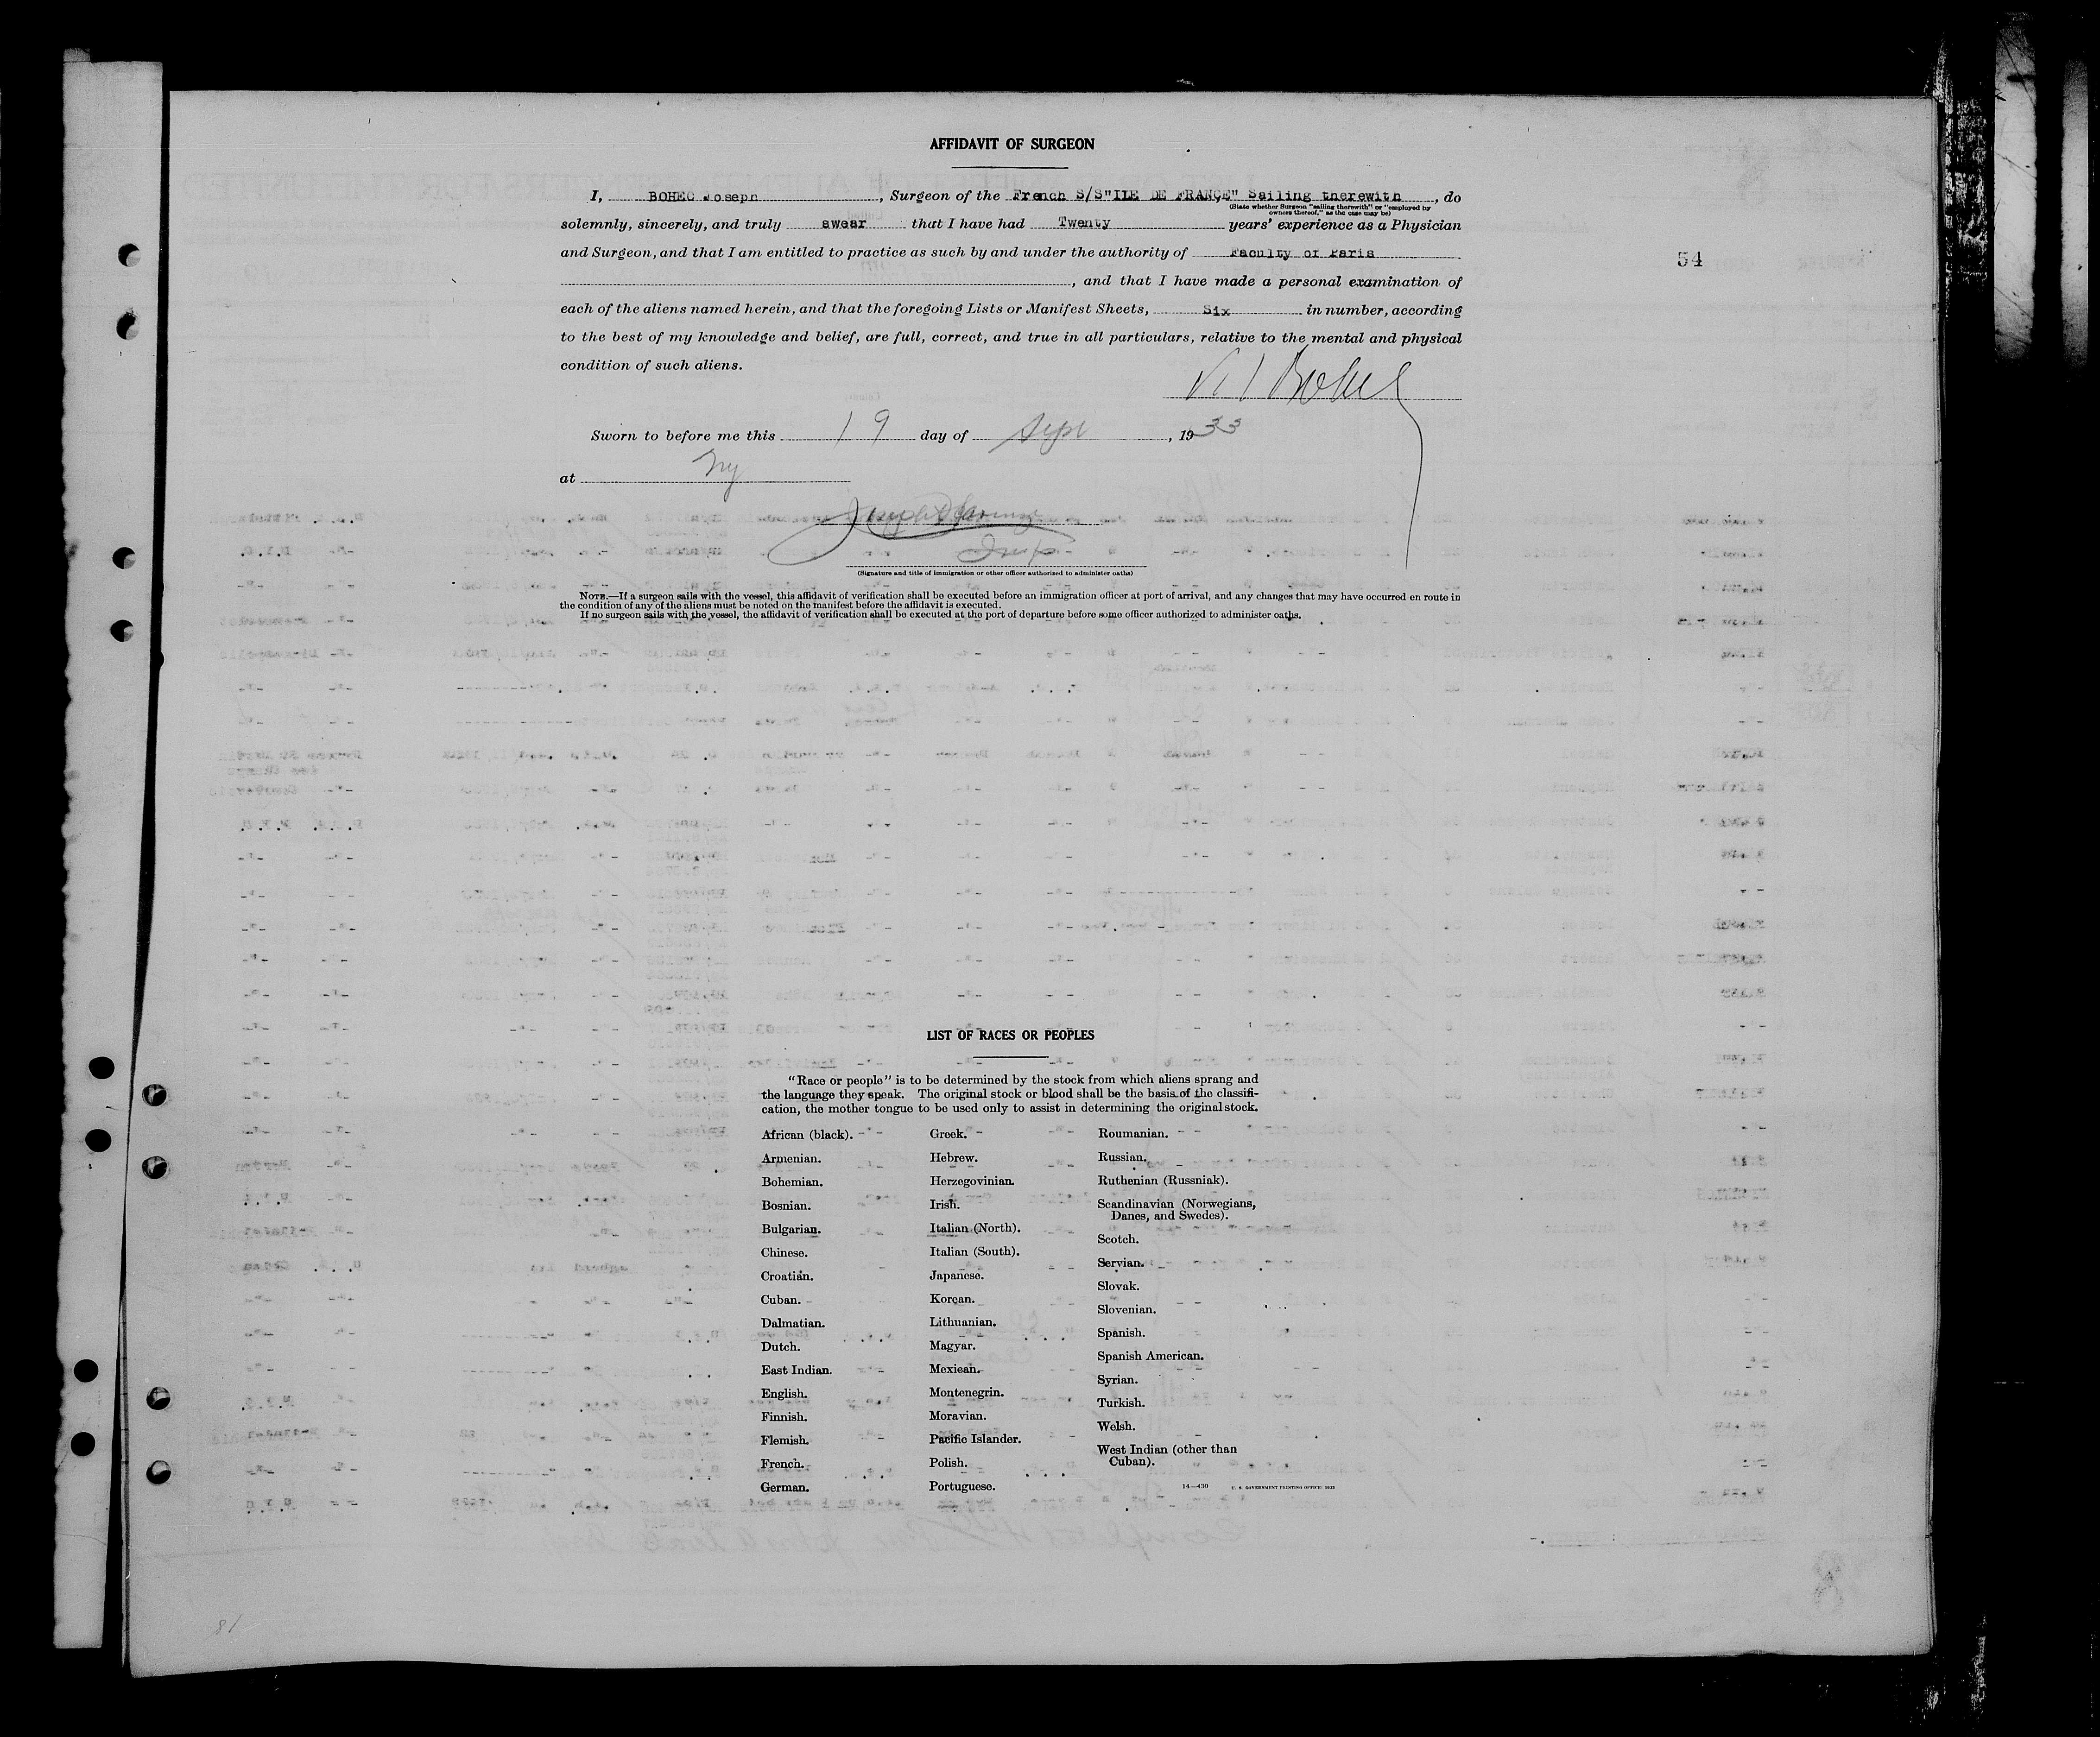 AFFIDAVIT OF SURGEON
I, BOHEC Joseph, Surgeon of the French S/S"ILE DE FRANÇE" Sailing therewith, do
(State whether Surgeon "sailing therewith" or "employed by
owners thereof," as the case may be)
solemnly, sincerely, and truly swear that I have had Twenty years' experience as a Physician
and Surgeon, and that I am entitled to practice as such by and under the authority of Faculty of Paris
, and that I have made a personal examination of
each of the aliens named herein, and that the foregoing Lists or Manifest Sheets, Six in number, according
to the best of my knowledge and belief, are full, correct, and true in all particulars, relative to the mental and physical
condition of such aliens.
Bohec
Sworn to before me this 19 day of Sept, 1933
at NY
Insp
(Signature and title of immigration or other officer authorized to administer oaths)
NOTE.—If a surgeon sails with the vessel, this affidavit of verification shall be executed before an immigration officer at port of arrival, and any changes that may have occurred en route in
the condition of any of the aliens must be noted on the manifest before the affidavit is executed.
If no surgeon sails with the vessel, the affidavit of verification shall be executed at the port of departure before some officer authorized to administer oaths.
54
LIST OF RACES OR PEOPLES
"Race or people" is to be determined by the stock from which aliens sprang and
the language they speak. The original stock or blood shall be the basis of the classifi-
cation, the mother tongue to be used only to assist in determining the original stock.
African (black).
Armenian.
Bohemian.
Bosnian.
Bulgarian.
Chinese.
Croatian.
Cuban.
Dalmatian.
Dutch.
East Indian.
English.
Finnish.
Flemish.
French.
German.
Greek.
Hebrew.
Herzegovinian.
Irish.
Italian (North).
Italian (South).
Japanese.
Korean.
Lithuanian.
Magyar.
Mexican.
Montenegrin.
Moravian.
Pacific Islander.
Polish.
Portuguese.
Roumanian.
Russian.
Ruthenian (Russniak).
Scandinavian (Norwegians,
Danes, and Swedes).
Scotch.
Servian.
Slovak.
Slovenian.
Spanish.
Spanish American.
Syrian.
Turkish.
Welsh.
West Indian (other than
Cuban).
14—430 U. S. GOVERNMENT PRINTING OFFICE: 1932
81